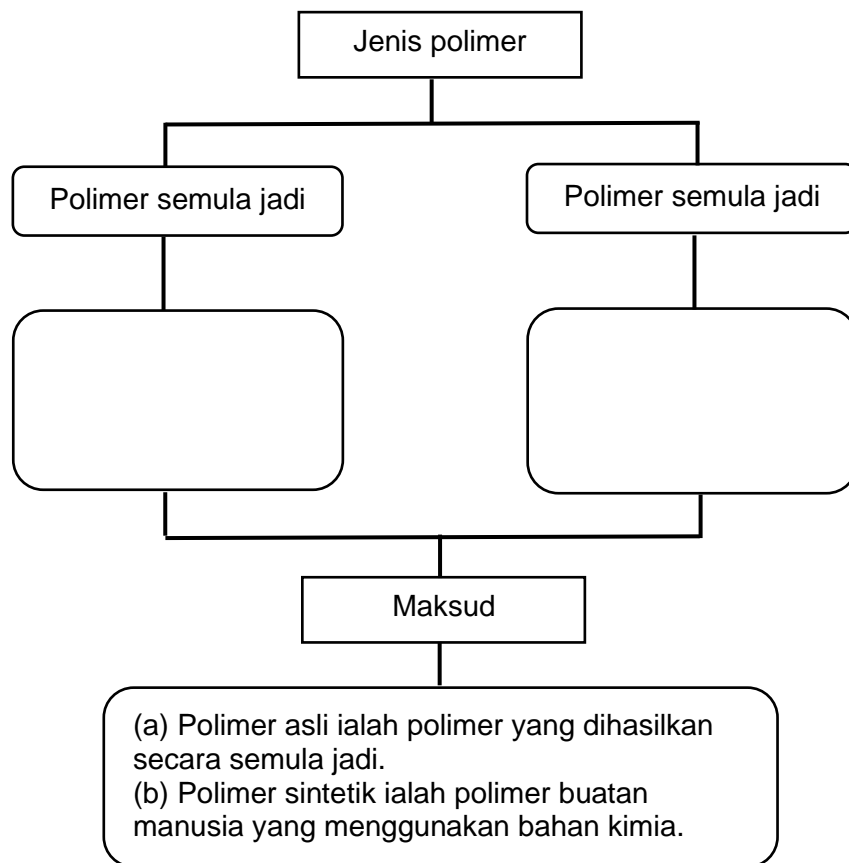 Jenis polimer
Polimer semula jadi
Polimer semula jadi
Maksud
(a) Polimer asli ialah polimer yang dihasilkan
secara semula jadi.
(b) Polimer sintetik ialah polimer buatan
manusia yang menggunakan bahan kimia.